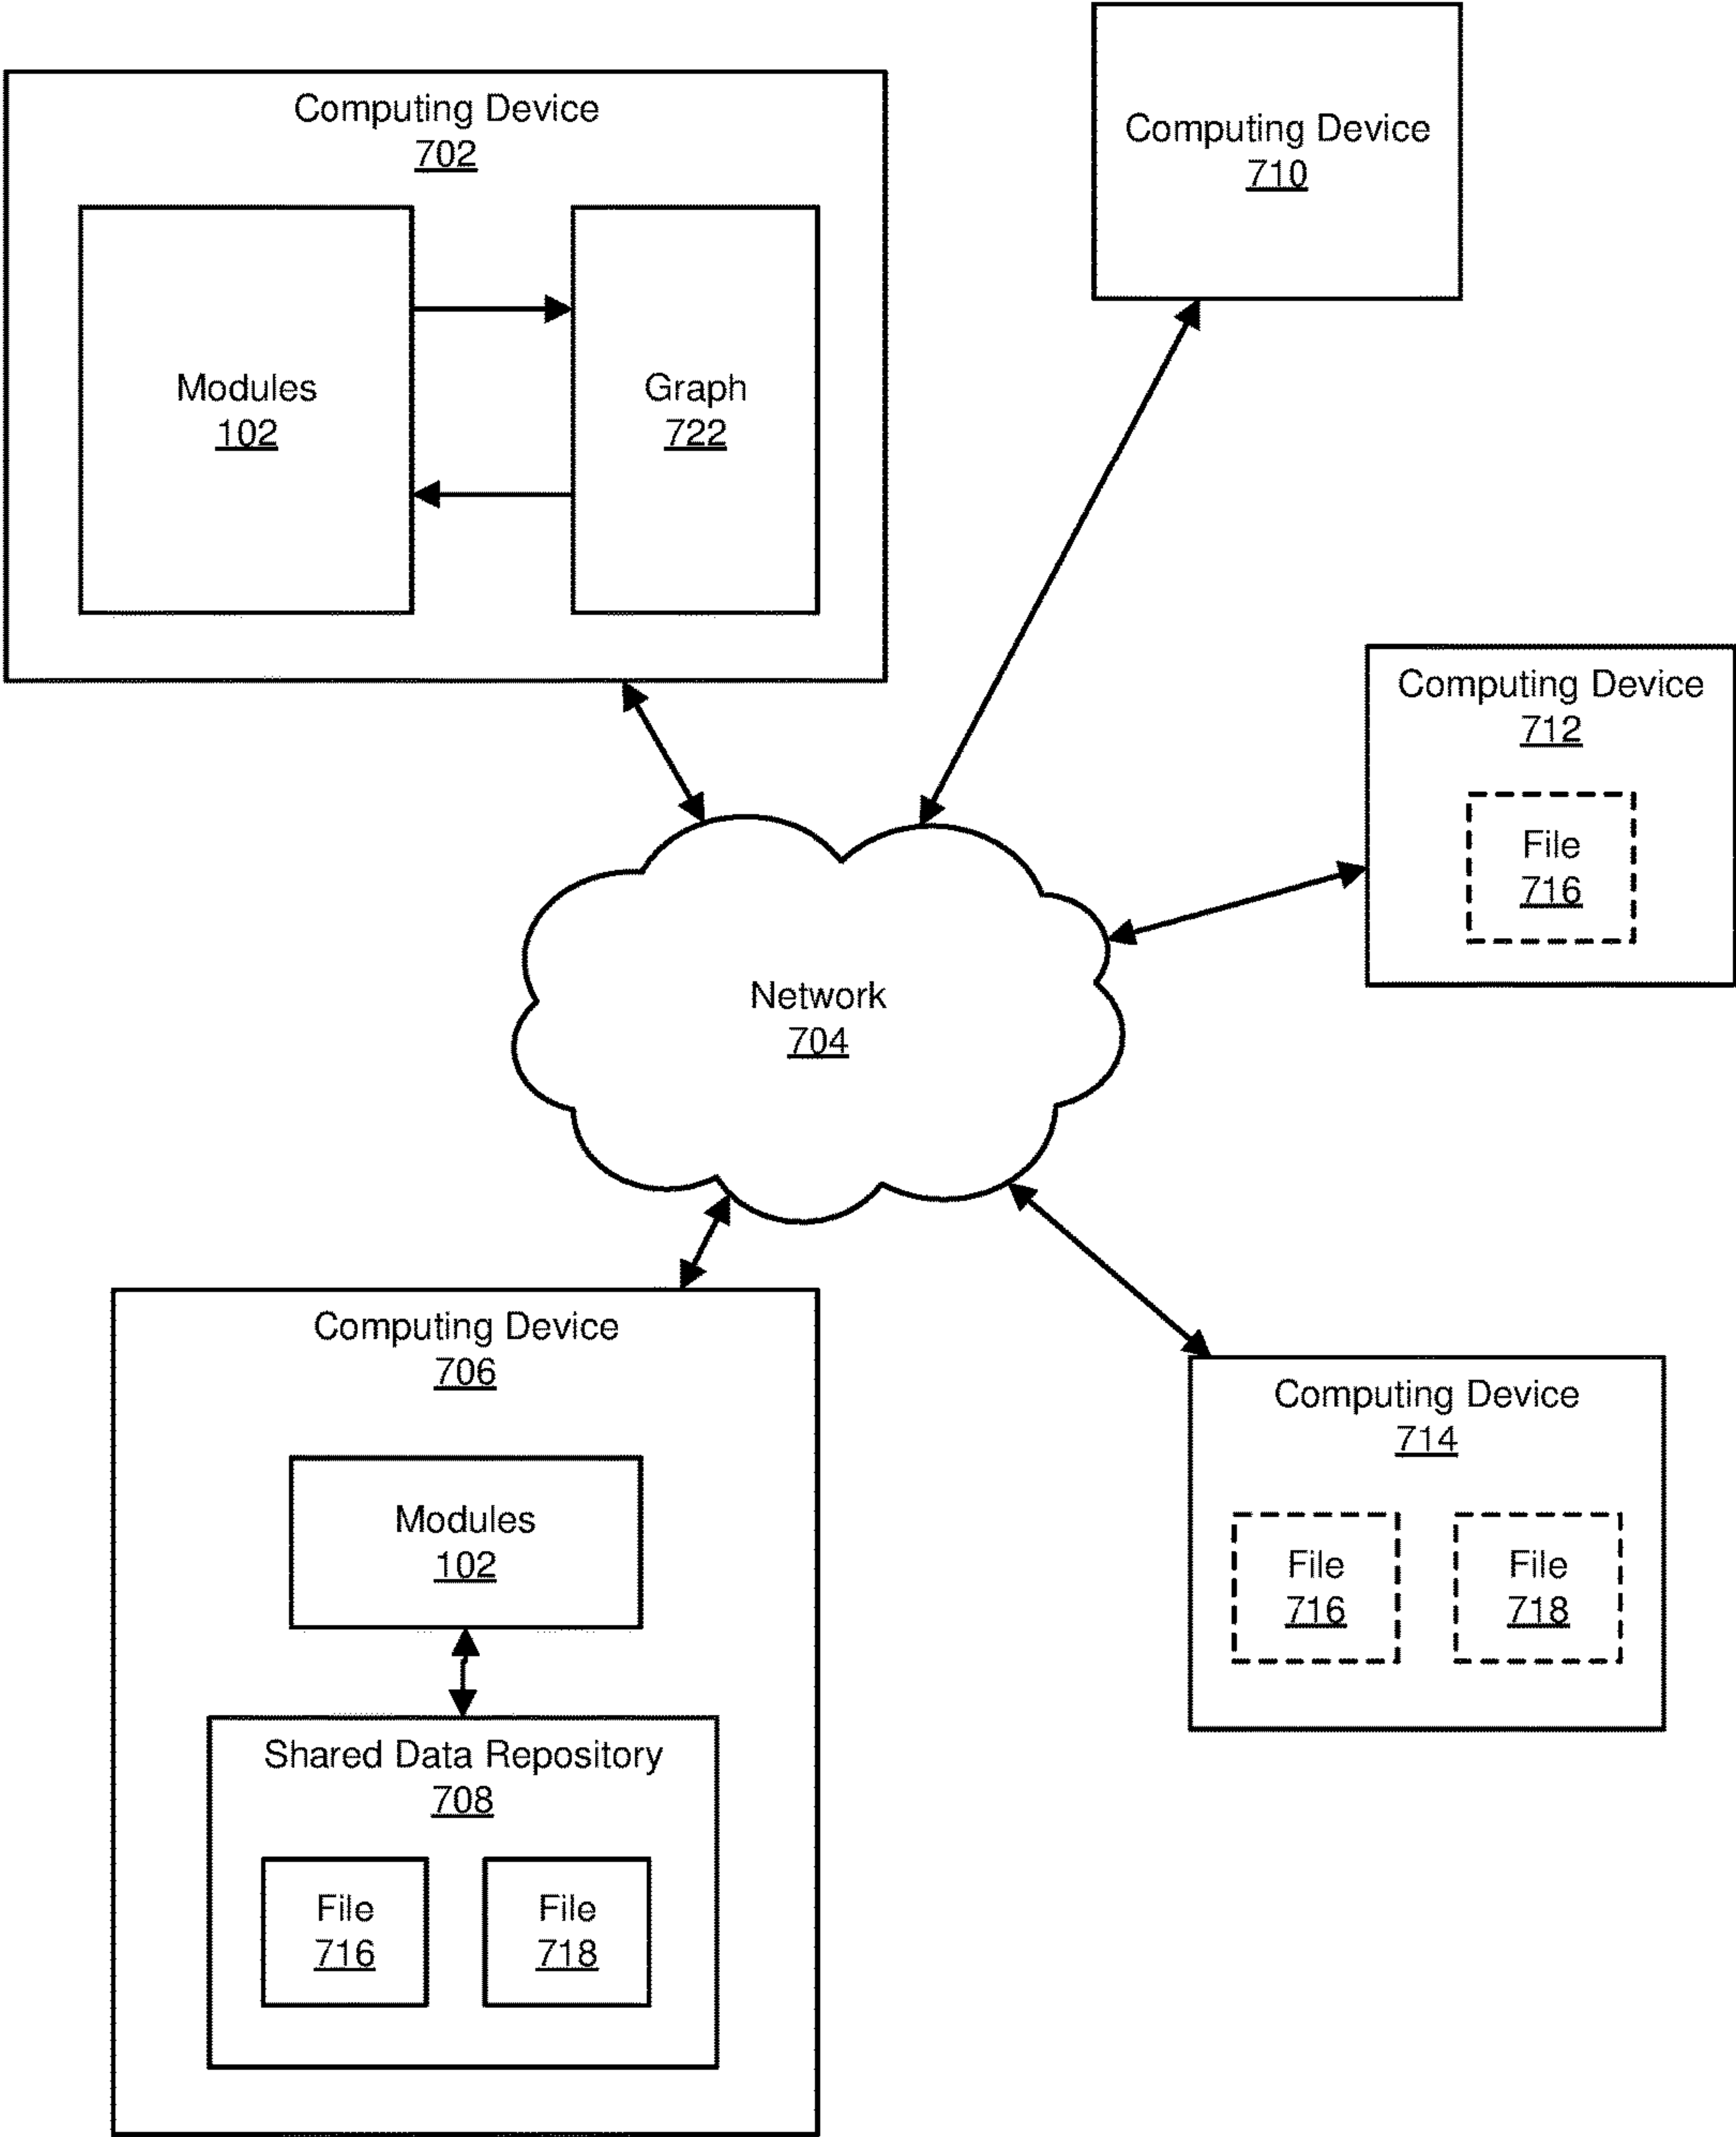 Computing Device
702
Modules
102
Graph
722
Computing Device
710
Computing Device
712
File
716
Network
704
Computing Device
706
Modules
102
Shared Data Repository
708
File
716
File
718
Computing Device
714
File
716
File
718